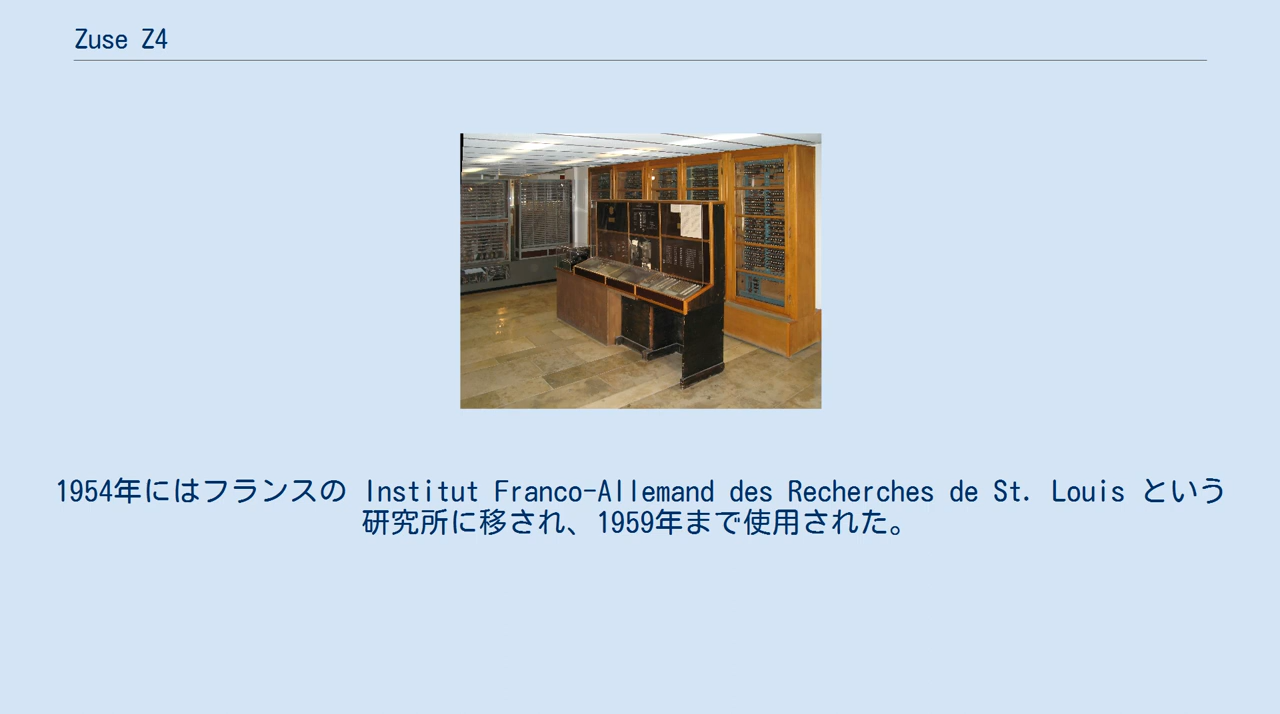 Zuse Z4
1954年にはフランスの Institut Franco-Allemand des Recherches de St. Louis という
研究所に移され、1959年まで使用された。